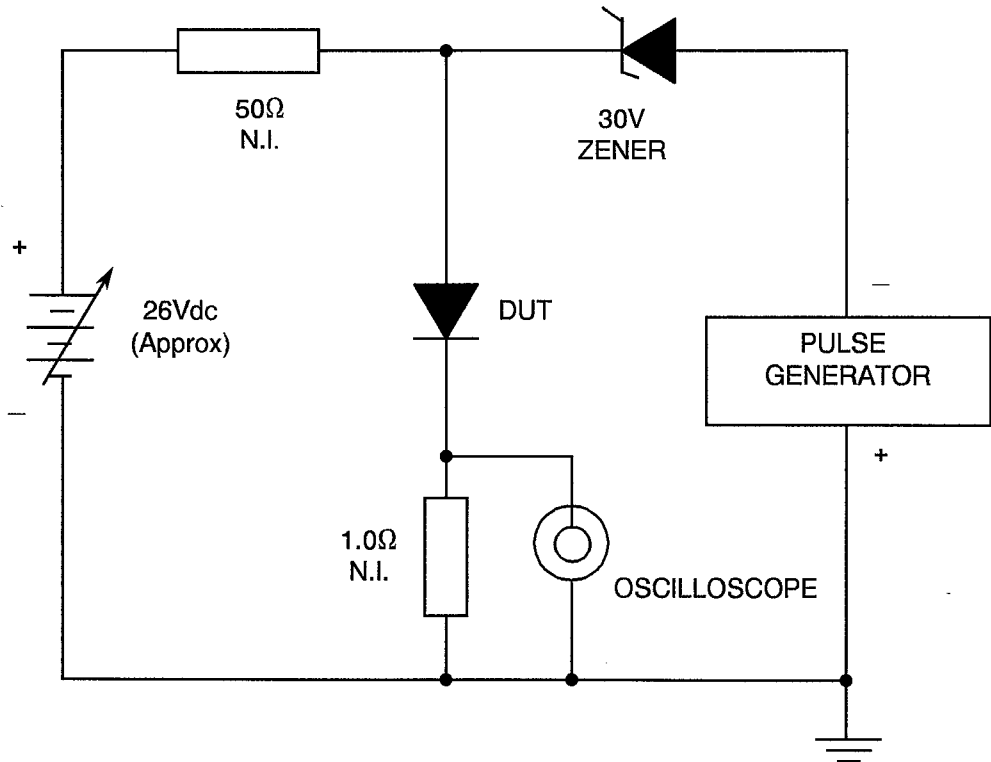 50Ω
N.I.
30V
ZENER
+
26Vdc
(Approx)
—
DUT
—
PULSE
GENERATOR
+
1.0Ω
N.I.
OSCILLOSCOPE